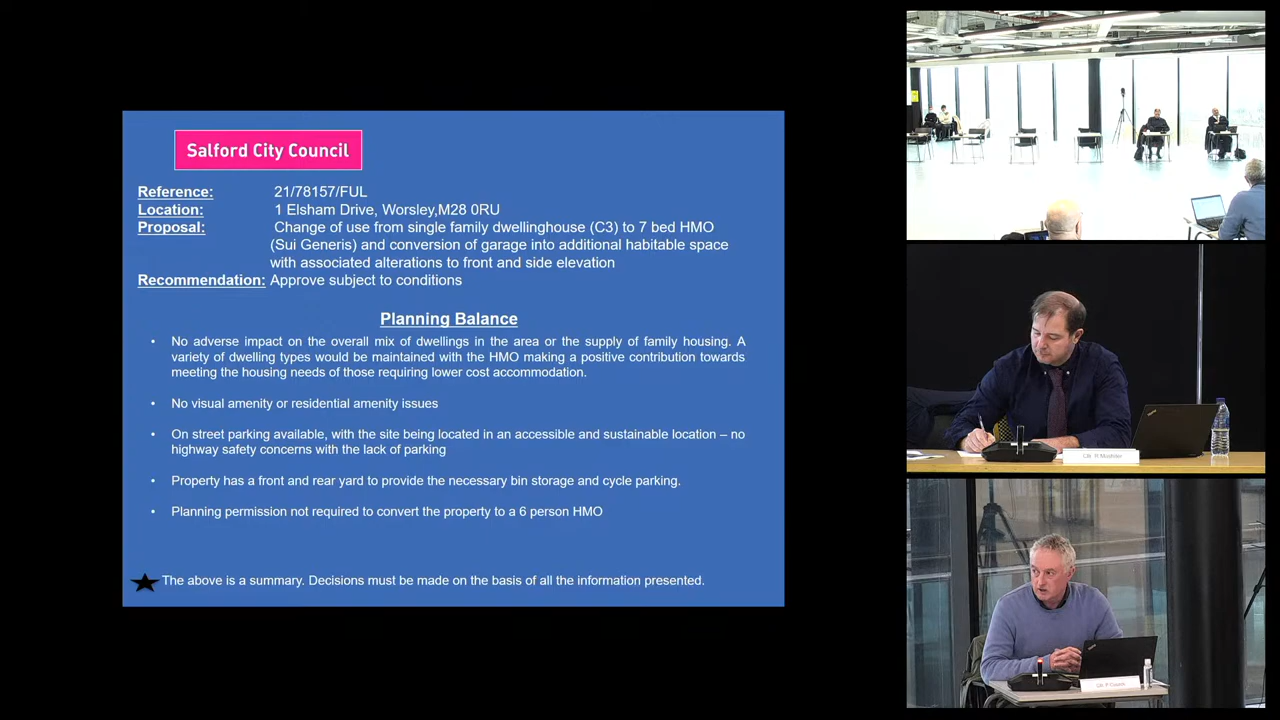 Salford City Council
Reference: 21/78157/FUL
Location: 1 Elsham Drive, Worsley,M28 0RU
Proposal: Change of use from single family dwellinghouse (C3) to 7 bed HMO
(Sui Generis) and conversion of garage into additional habitable space
with associated alterations to front and side elevation
Recommendation: Approve subject to conditions
Planning Balance
• No adverse impact on the overall mix of dwellings in the area or the supply of family housing. A
variety of dwelling types would be maintained with the HMO making a positive contribution towards
meeting the housing needs of those requiring lower cost accommodation.
• No visual amenity or residential amenity issues
• On street parking available, with the site being located in an accessible and sustainable location – no
highway safety concerns with the lack of parking
• Property has a front and rear yard to provide the necessary bin storage and cycle parking.
• Planning permission not required to convert the property to a 6 person HMO
The above is a summary. Decisions must be made on the basis of all the information presented.